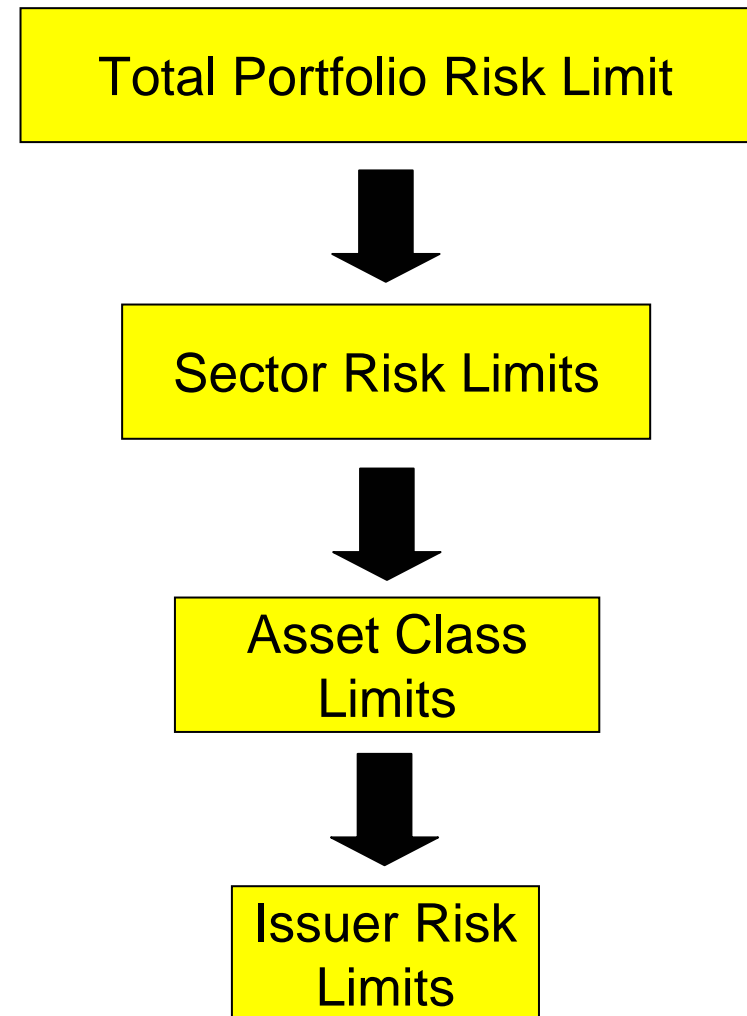 Total Portfolio Risk Limit
Sector Risk Limits
Asset Class
Limits
Issuer Risk
Limits